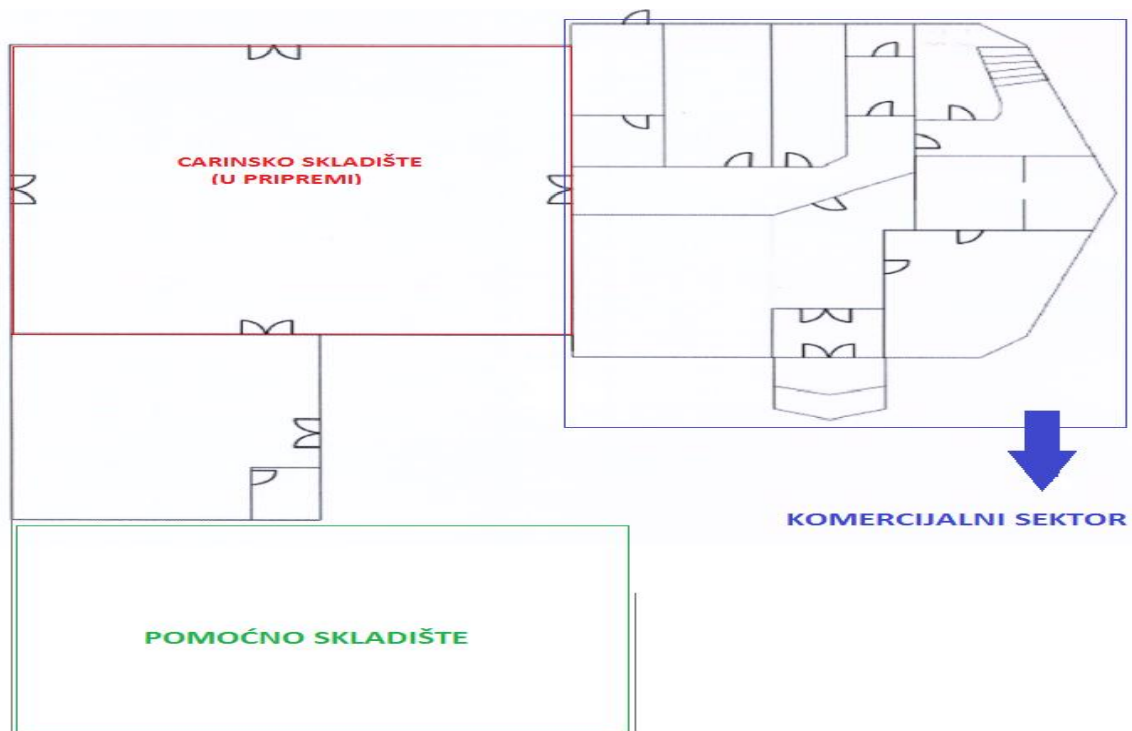 CARINSKO SKLADIŠTE
(U PRIPREMI)
KOMERCIJALNI SEKTOR
POMOĆNO SKLADIŠTE